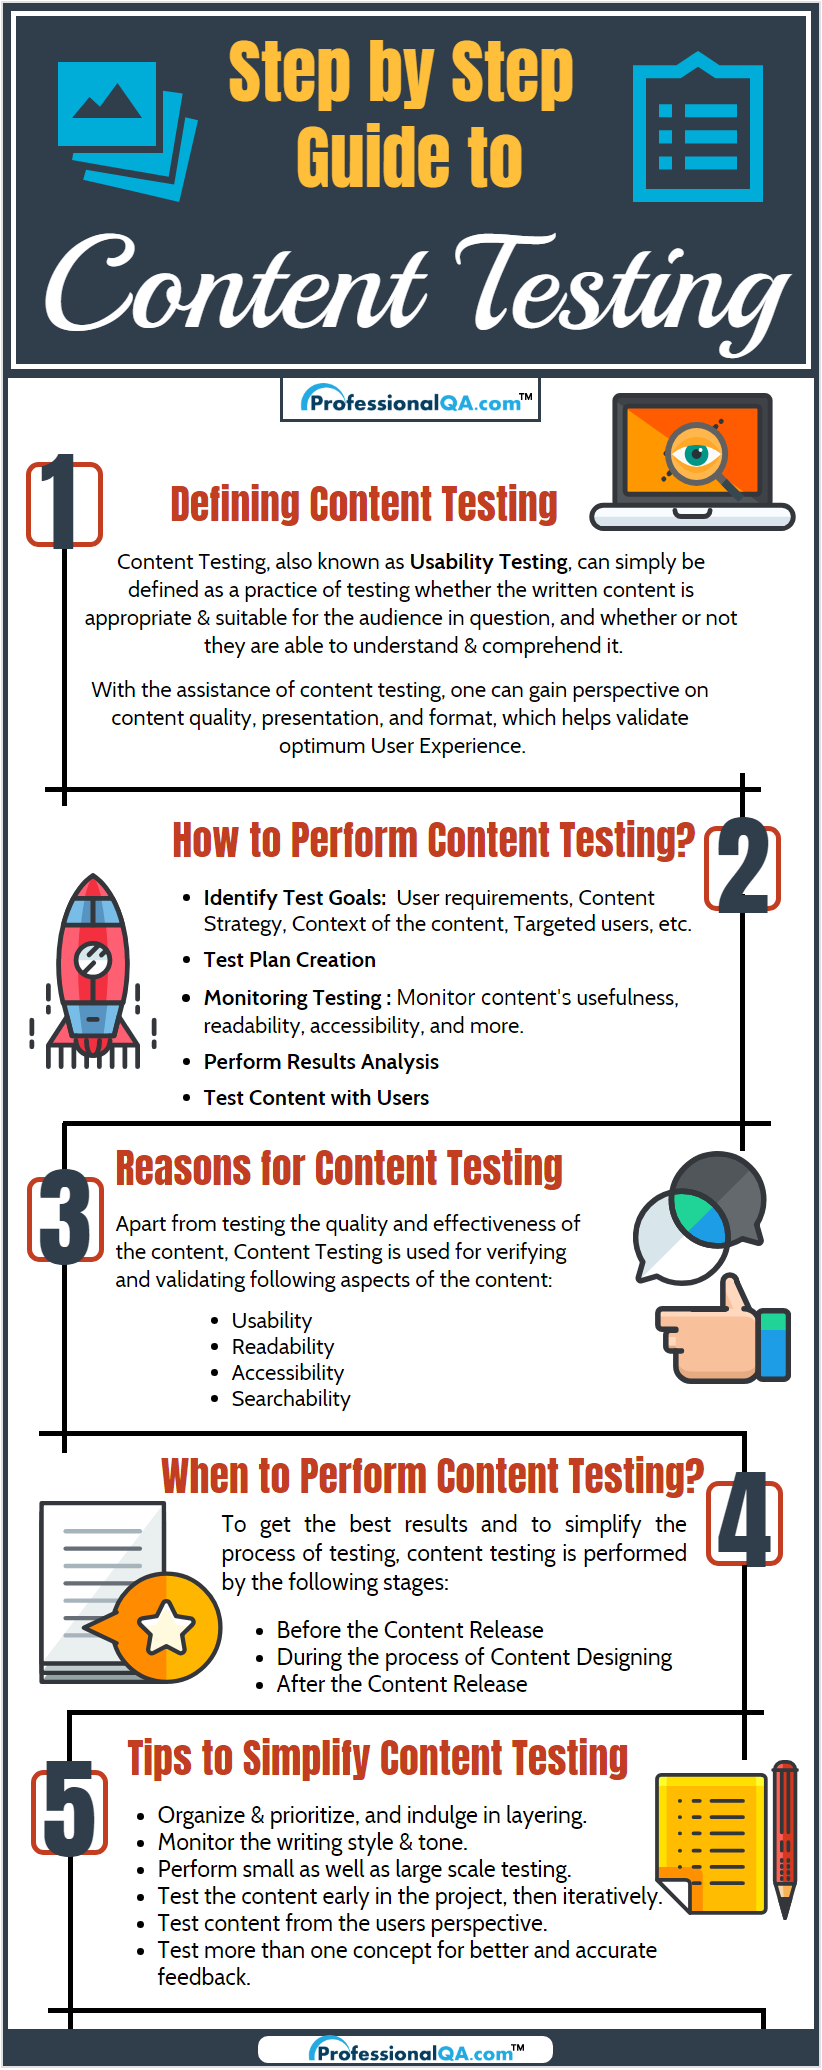 Step by Step
Guide to
Content Testing
ProfessionalQA.com™
1
Defining Content Testing
Content Testing, also known as Usability Testing, can simply be
defined as a practice of testing whether the written content is
appropriate & suitable for the audience in question, and whether or not
they are able to understand & comprehend it.
With the assistance of content testing, one can gain perspective on
content quality, presentation, and format, which helps validate
optimum User Experience.
How to Perform Content Testing?
2
• Identify Test Goals: User requirements, Content
Strategy, Context of the content, Targeted users, etc.
• Test Plan Creation
• Monitoring Testing : Monitor content's usefulness,
readability, accessibility, and more.
• Perform Results Analysis
• Test Content with Users
3
Reasons for Content Testing
Apart from testing the quality and effectiveness of
the content, Content Testing is used for verifying
and validating following aspects of the content:
• Usability
• Readability
• Accessibility
• Searchability
When to Perform Content Testing?
4
To get the best results and to simplify the
process of testing, content testing is performed
by the following stages:
• Before the Content Release
• During the process of Content Designing
• After the Content Release
5
Tips to Simplify Content Testing
• Organize & prioritize, and indulge in layering.
• Monitor the writing style & tone.
• Perform small as well as large scale testing.
• Test the content early in the project, then iteratively.
• Test content from the users perspective.
• Test more than one concept for better and accurate
feedback.
ProfessionalQA.com™